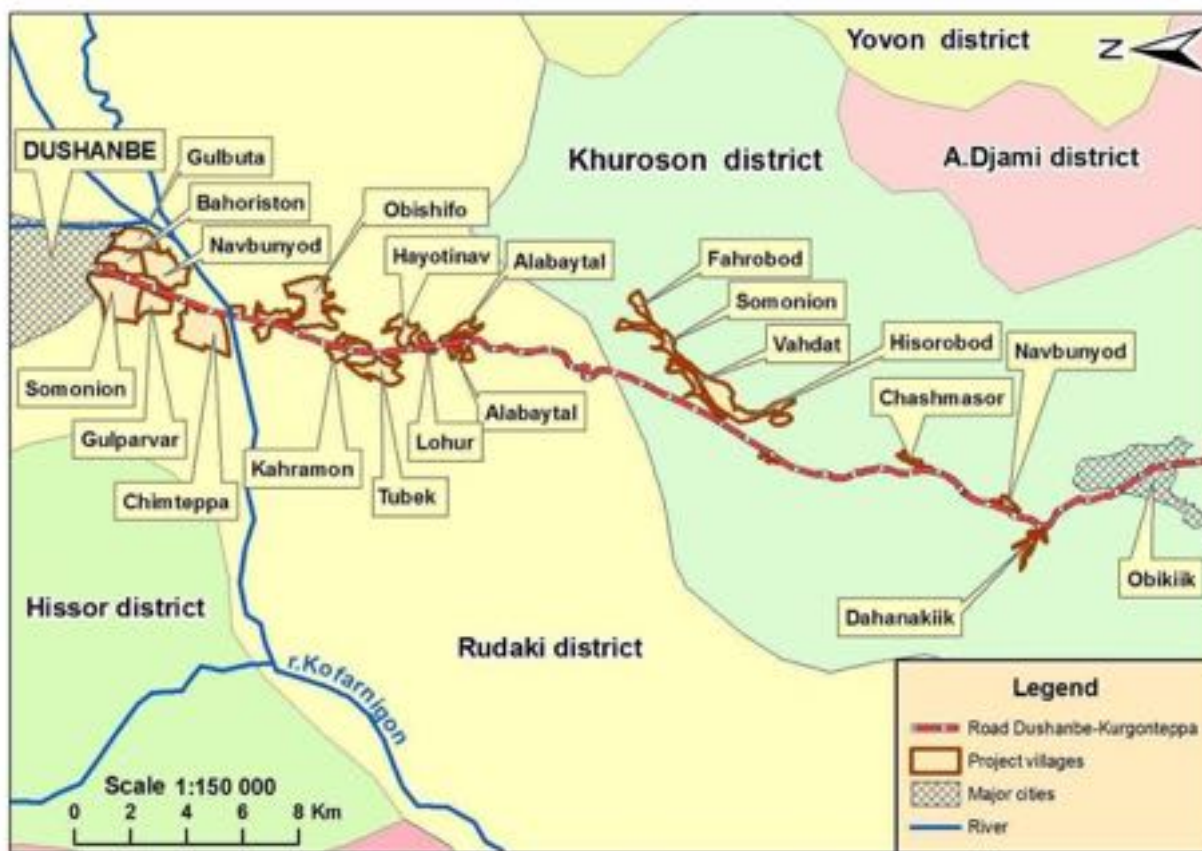 Yovon district
N
DUSHANBE
Gulbuta
Khuroson district
A.Djami district
Bahoriston
Obishifo
Navbunyod
Hayotinav
Alabaytal
Fahrobod
Somonion
Vahdat
Hisorobod
Navbunyod
Somonion
Chashmasor
Gulparvar
Alabaytal
Kahramon
Lohur
Chimteppa
Tubek
Obikiik
Hissor district
Dahanakiik
Rudaki district
r.Kofarnigon
Legend
Road Dushanbe-Kurgonteppa
Project villages
Major cities
River
Scale 1:150 000
0 2 4 6 8 Km